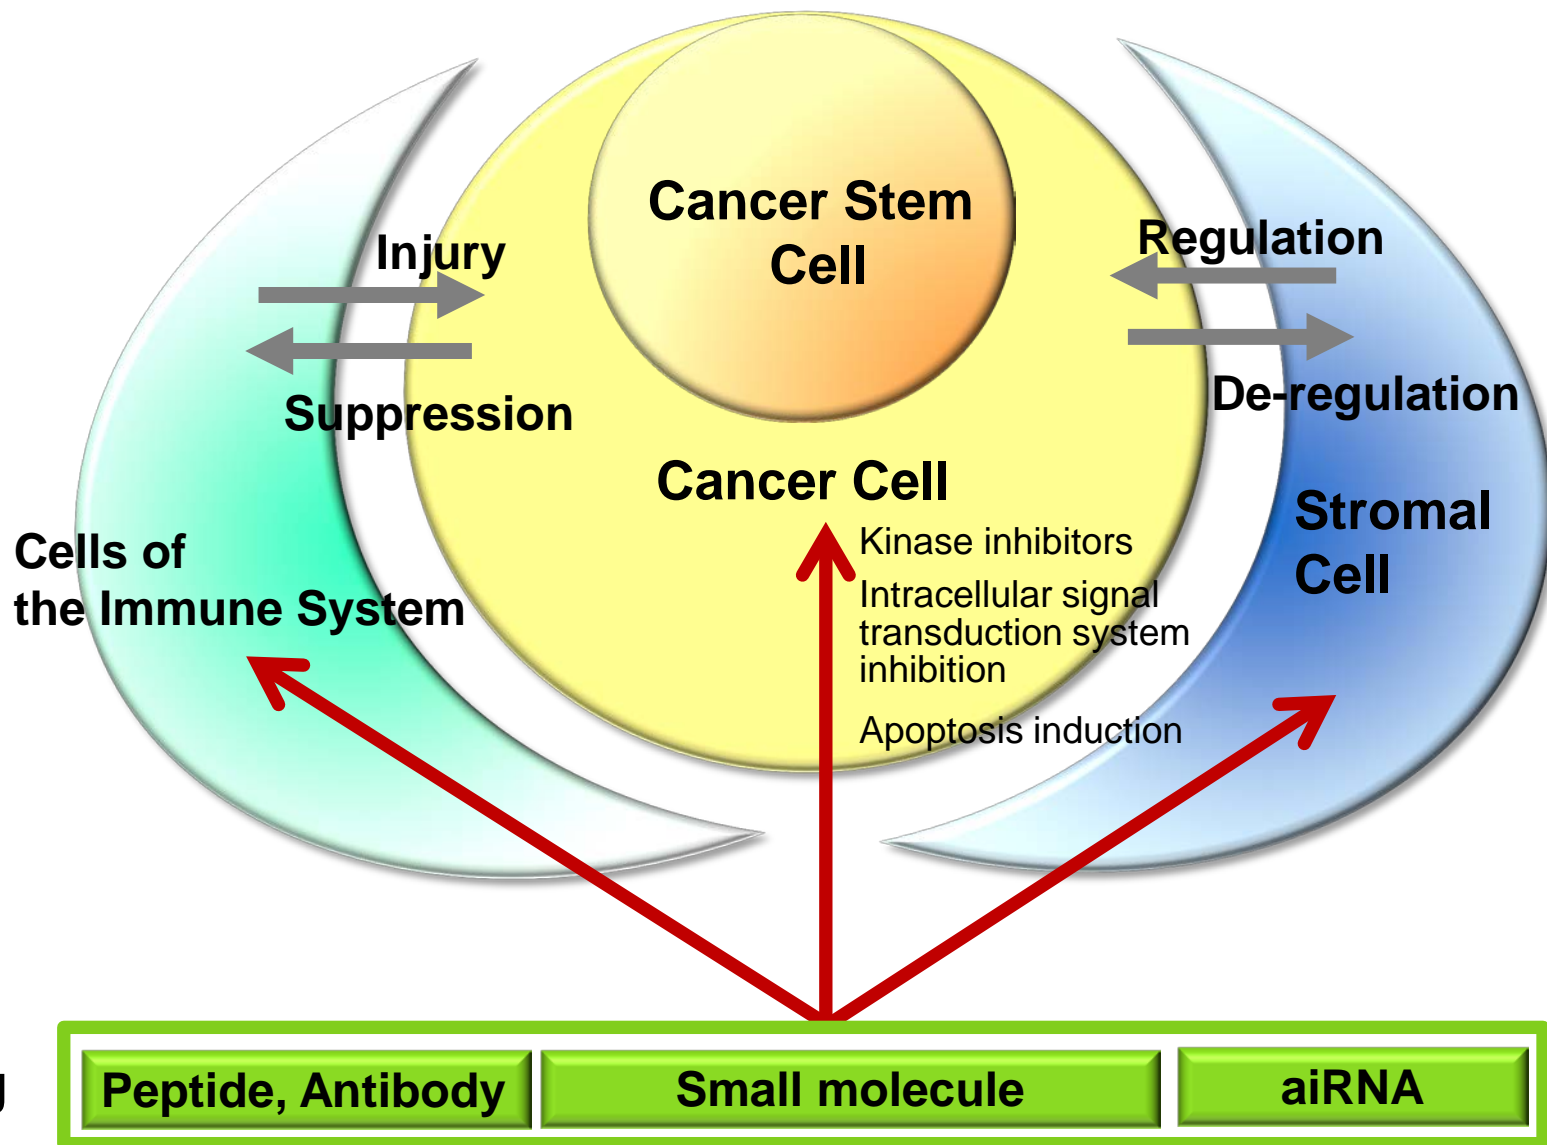 Cancer Stem
Cell
Injury
Regulation
Suppression
De-regulation
Cancer Cell
Cells of
the Immune System
Stromal
Cell
Kinase inhibitors
Intracellular signal
transduction system
inhibition
Apoptosis induction
Peptide, Antibody
Small molecule
aiRNA